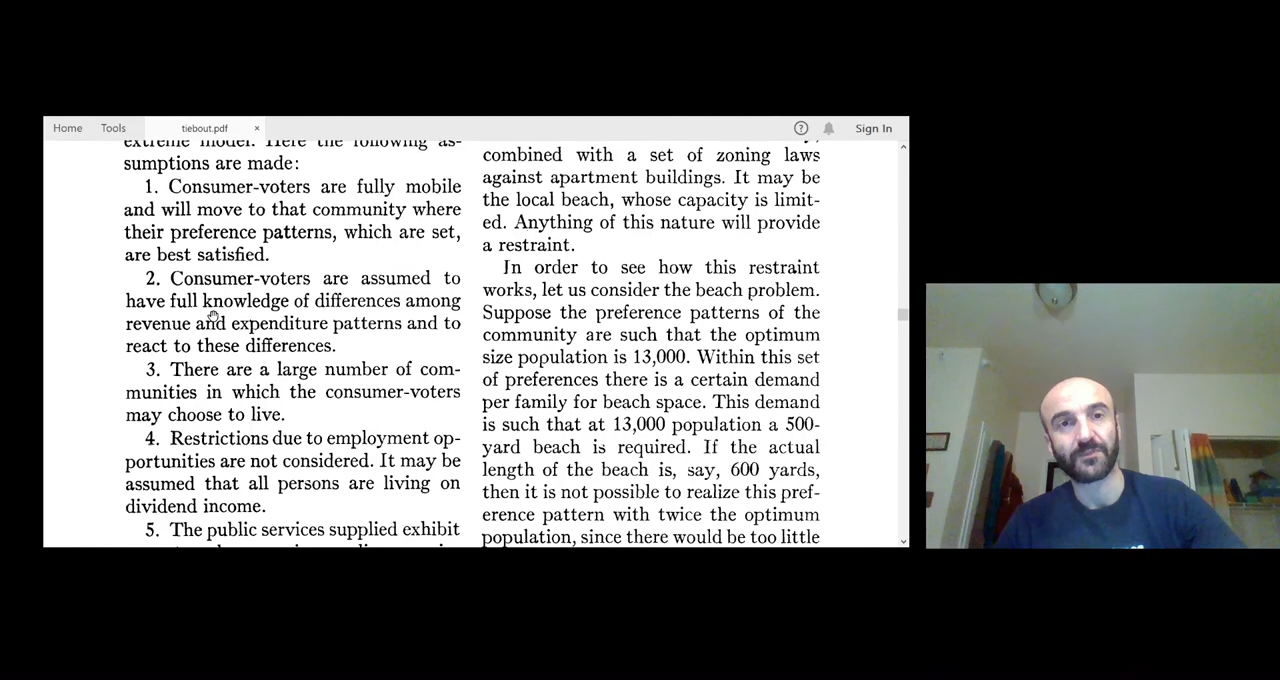 Home Tools tiebout.pdf × ? Sign In
extreme model. Here the following as-
sumptions are made:
1. Consumer-voters are fully mobile
and will move to that community where
their preference patterns, which are set,
are best satisfied.
2. Consumer-voters are assumed to
have full knowledge of differences among
revenue and expenditure patterns and to
react to these differences.
3. There are a large number of com-
munities in which the consumer-voters
may choose to live.
4. Restrictions due to employment op-
portunities are not considered. It may be
assumed that all persons are living on
dividend income.
5. The public services supplied exhibit
combined with a set of zoning laws
against apartment buildings. It may be
the local beach, whose capacity is limit-
ed. Anything of this nature will provide
a restraint.
In order to see how this restraint
works, let us consider the beach problem.
Suppose the preference patterns of the
community are such that the optimum
size population is 13,000. Within this set
of preferences there is a certain demand
per family for beach space. This demand
is such that at 13,000 population a 500-
yard beach is required. If the actual
length of the beach is, say, 600 yards,
then it is not possible to realize this pref-
erence pattern with twice the optimum
population, since there would be too little